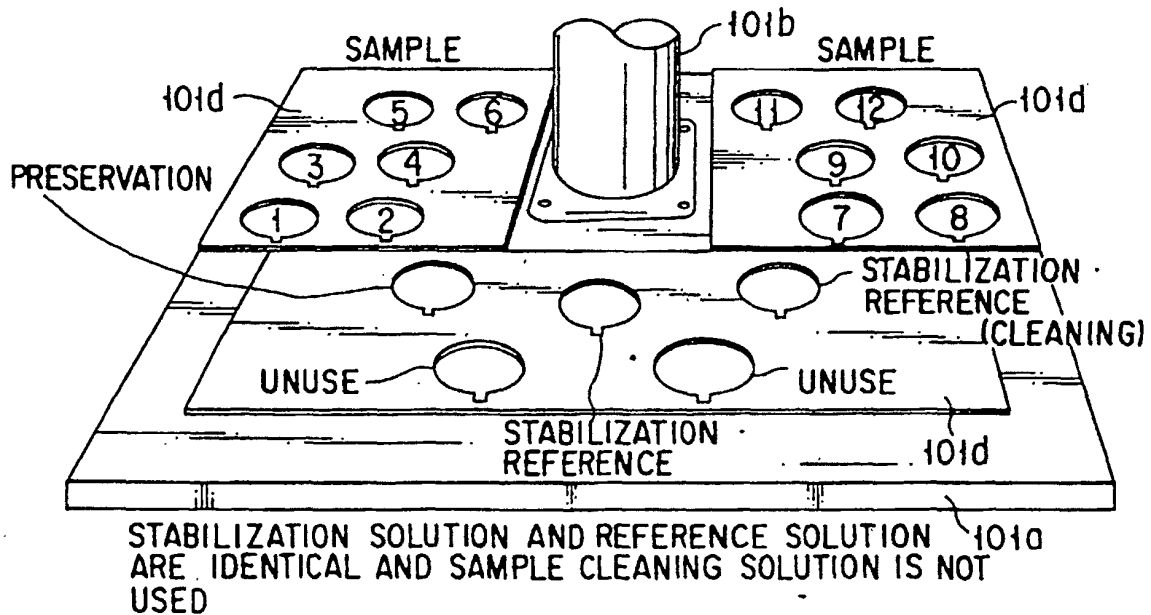 SAMPLE
101b
SAMPLE
101d
5 6
11 12
101d
3 4
9 10
PRESERVATION
1 2
7 8
STABILIZATION
REFERENCE
(CLEANING)
UNUSE
UNUSE
STABILIZATION
REFERENCE
101d
STABILIZATION SOLUTION AND REFERENCE SOLUTION
101a
ARE IDENTICAL AND SAMPLE CLEANING SOLUTION IS NOT
USED